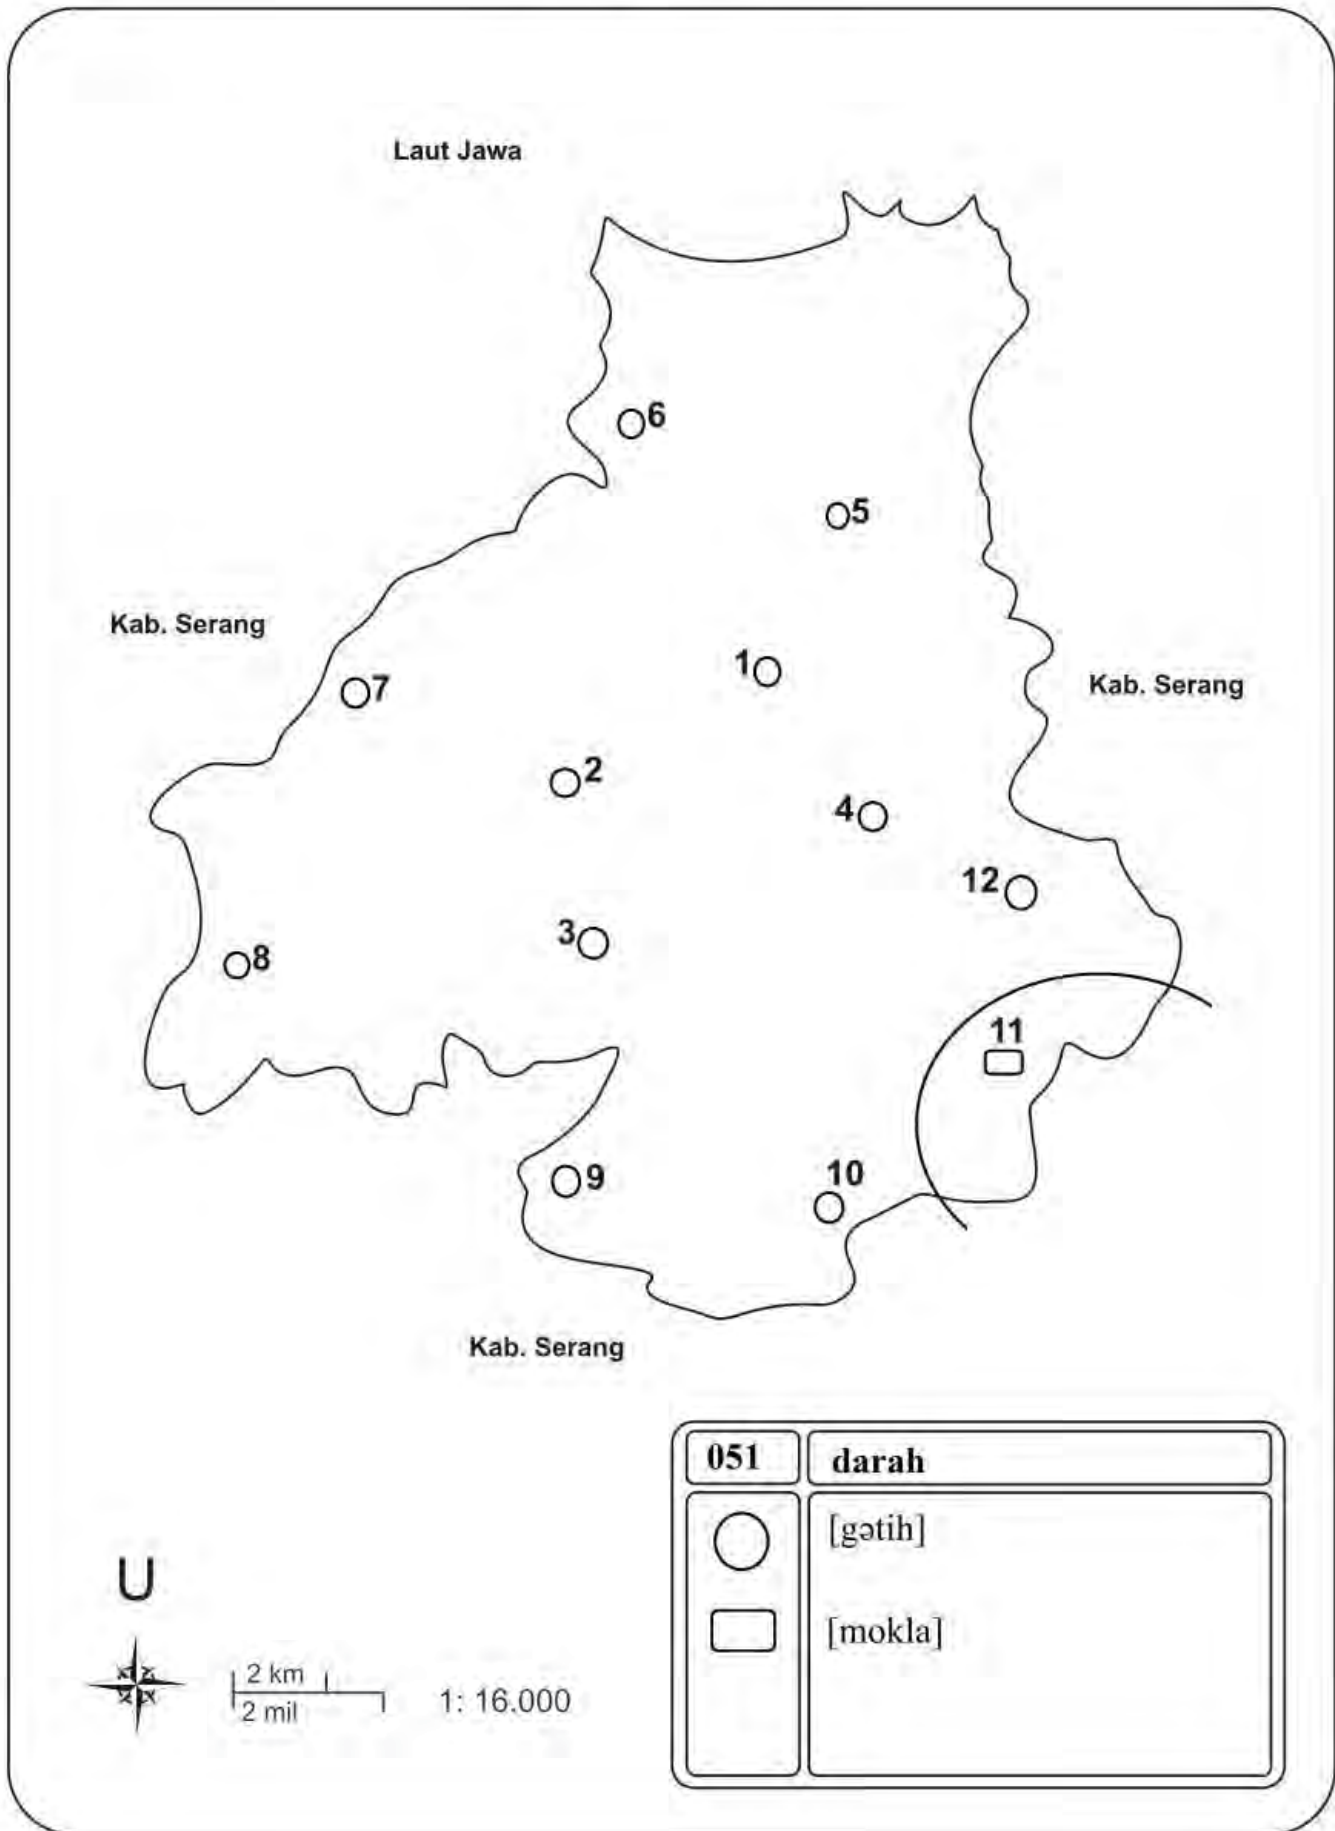 Laut Jawa
6
5
Kab. Serang
1
Kab. Serang
7
2
4
12
3
8
11
9
10
Kab. Serang
051 darah
[gətih]
[mokla]
U
2 km
2 mil
1: 16.000